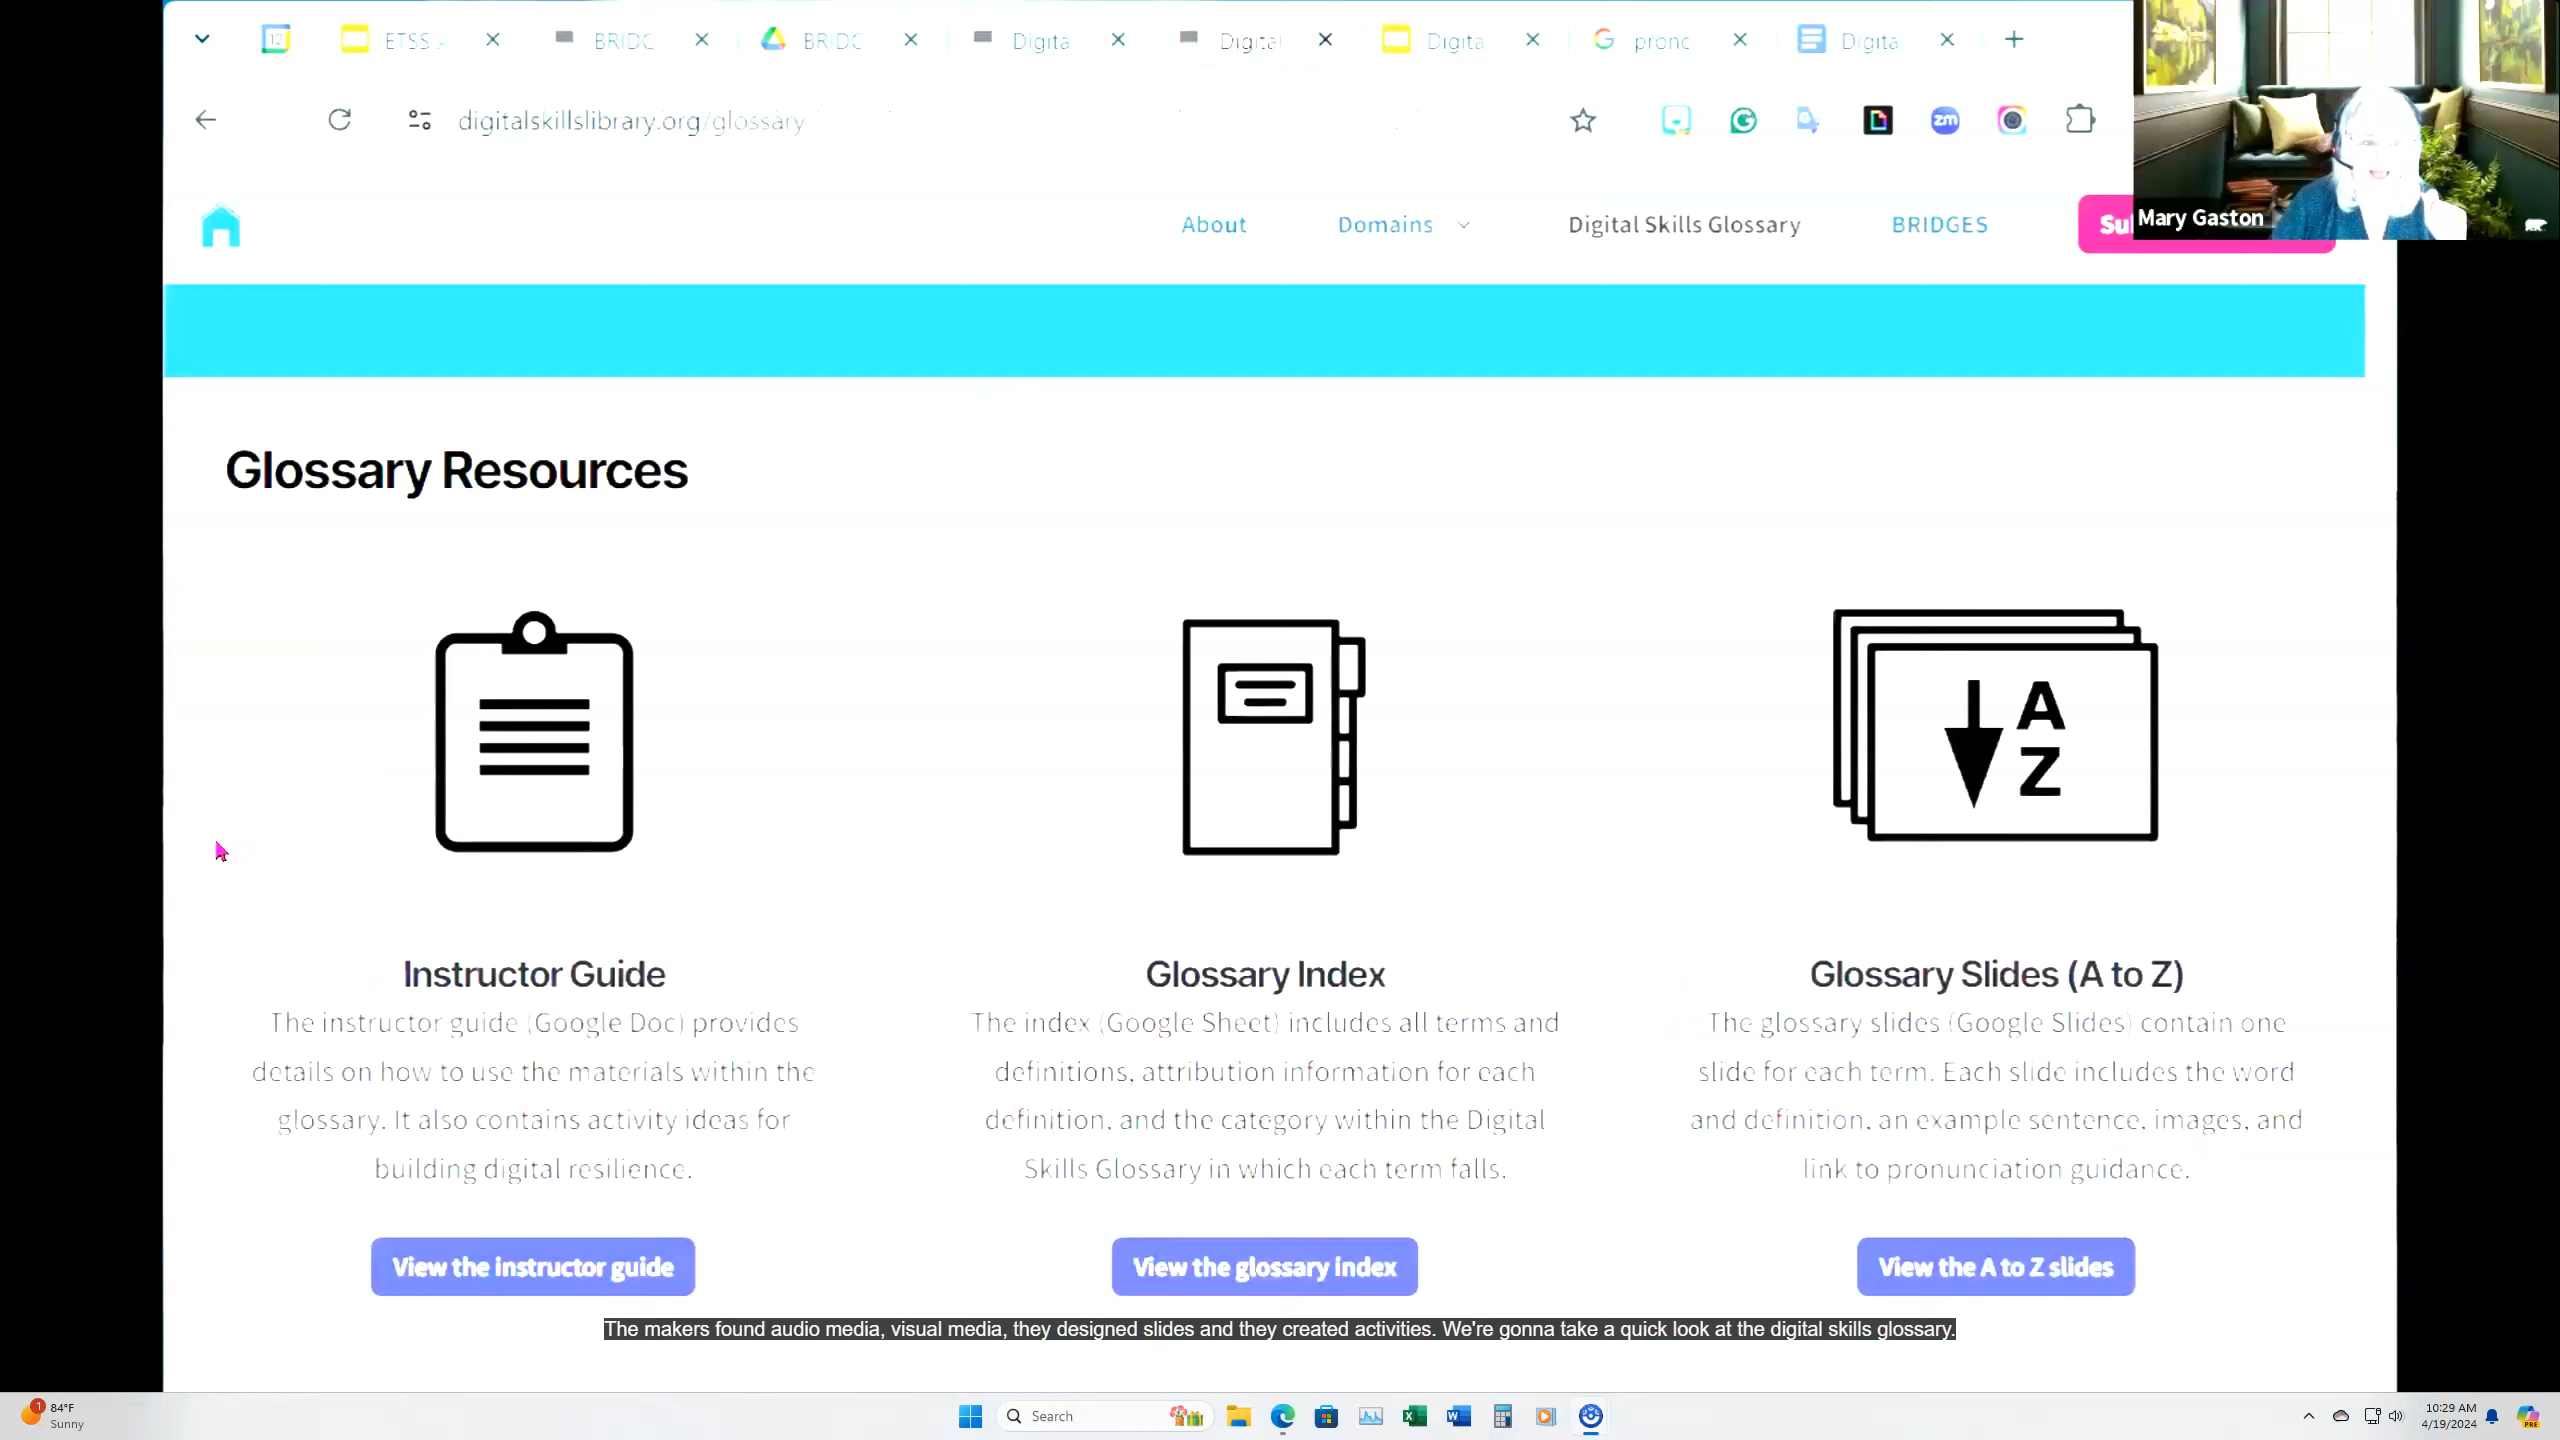 12 ETSS BRIDG BRIDG Digita Digital Digita pronc Digita
digitalskillslibrary.org/glossary
zm
About Domains Digital Skills Glossary BRIDGES
Mary Gaston
Glossary Resources
A
Z
Instructor Guide
The instructor guide (Google Doc) provides
details on how to use the materials within the
glossary. It also contains activity ideas for
building digital resilience.
View the instructor guide
Glossary Index
The index (Google Sheet) includes all terms and
definitions, attribution information for each
definition, and the category within the Digital
Skills Glossary in which each term falls.
View the glossary index
Glossary Slides (A to Z)
The glossary slides (Google Slides) contain one
slide for each term. Each slide includes the word
and definition, an example sentence, images, and
link to pronunciation guidance.
View the A to Z slides
The makers found audio media, visual media, they designed slides and they created activities. We're gonna take a quick look at the digital skills glossary.
1
84°F
Sunny
Search
10:29 AM
4/19/2024
PRE